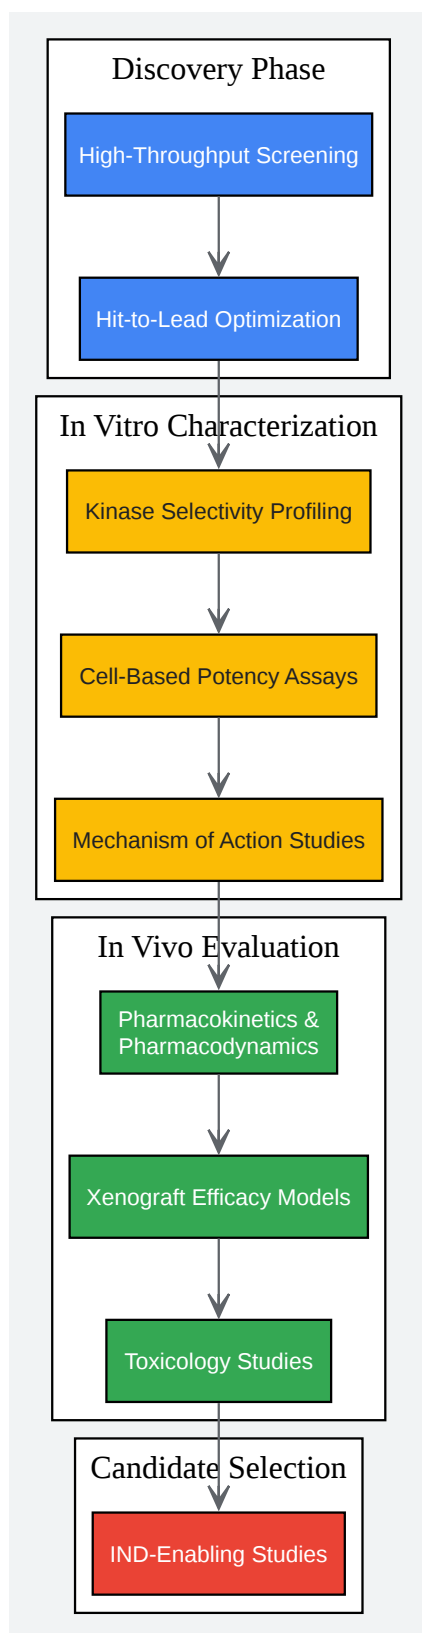 Discovery Phase
High-Throughput Screening
Hit-to-Lead Optimization
In Vitro Characterization
Kinase Selectivity Profiling
Cell-Based Potency Assays
Mechanism of Action Studies
In Vivo Evaluation
Pharmacokinetics &
Pharmacodynamics
Xenograft Efficacy Models
Toxicology Studies
Candidate Selection
IND-Enabling Studies